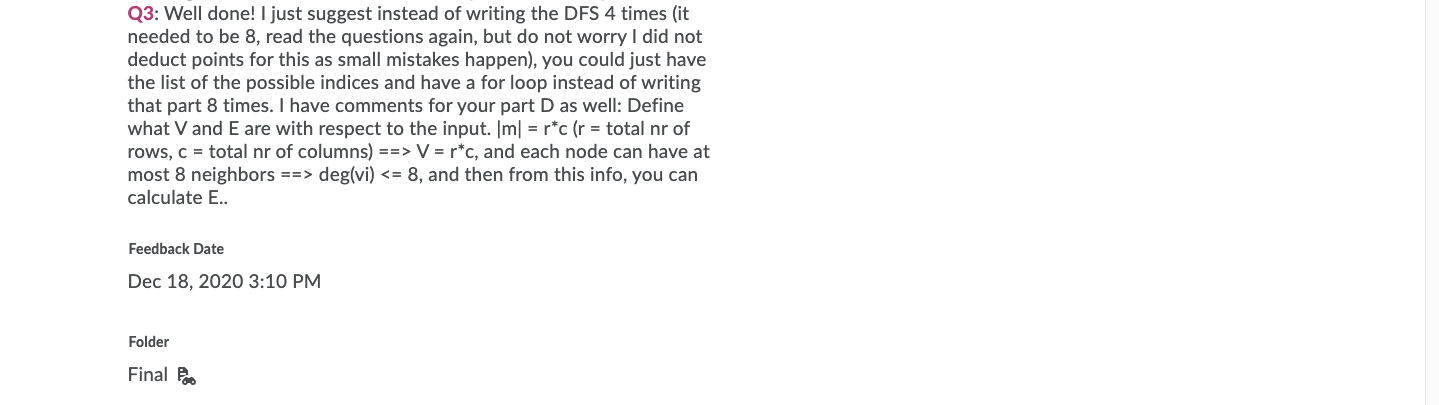 Q3: Well done! I just suggest instead of writing the DFS 4 times (it
needed to be 8, read the questions again, but do not worry I did not
deduct points for this as small mistakes happen), you could just have
the list of the possible indices and have a for loop instead of writing
that part 8 times. I have comments for your part D as well: Define
what V and E are with respect to the input. |m| = r*c (r = total nr of
rows, c = total nr of columns) ==> V = r*c, and each node can have at
most 8 neighbors ==> deg(vi) <= 8, and then from this info, you can
calculate E..
Feedback Date
Dec 18, 2020 3:10 PM
Folder
Final